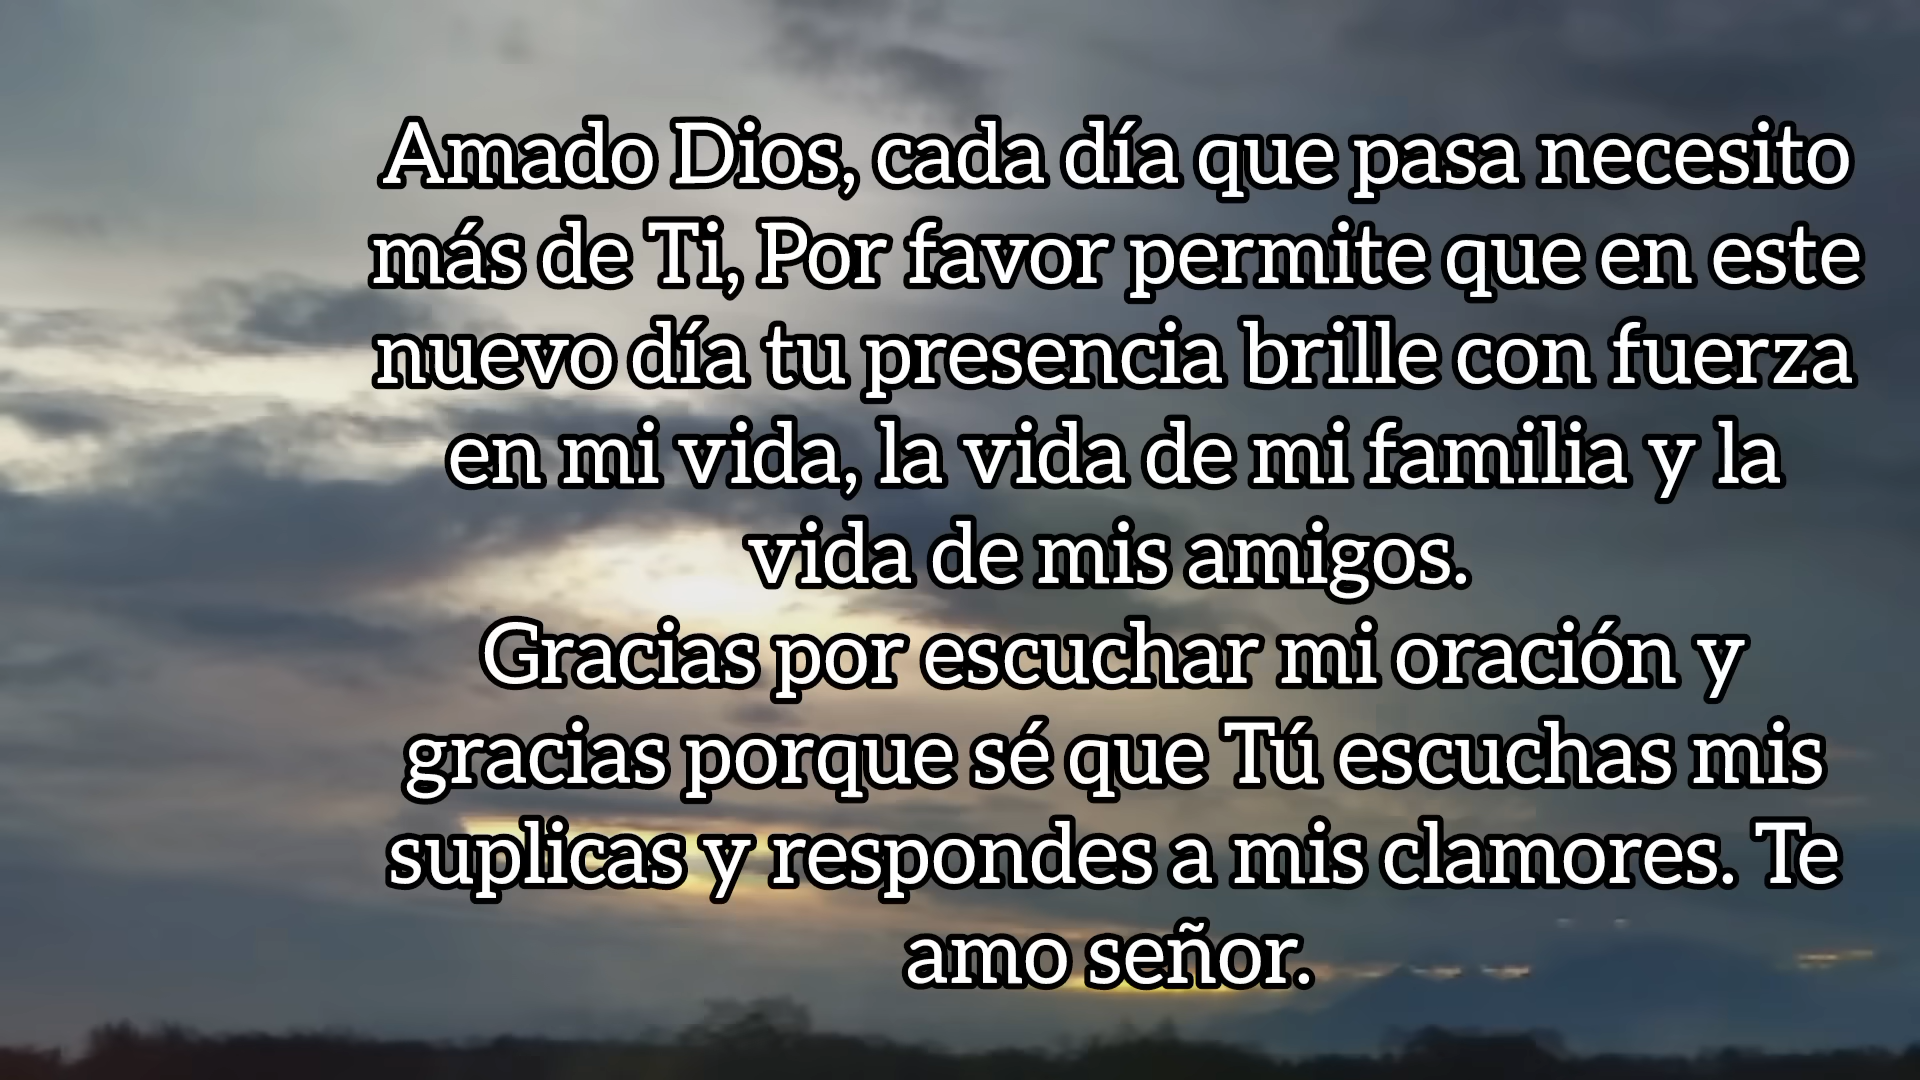 Amado Dios, cada día que pasa necesito
más de Ti, Por favor permite que en este
nuevo día tu presencia brille con fuerza
en mi vida, la vida de mi familia y la
vida de mis amigos.
Gracias por escuchar mi oración y
gracias porque sé que Tú escuchas mis
suplicas y respondes a mis clamores. Te
amo señor.